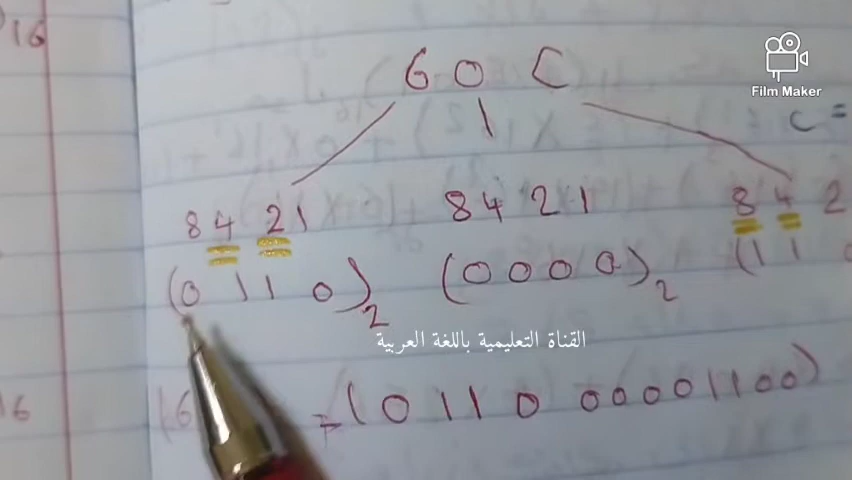 16
6 0 C
Film Maker
C =
8 4 2 1 8 4 2 1 8 4 2
(0 1 1 0)2 (0 0 0 0)2 (1 1 0
القناة التعليمية باللغة العربية
16 (6 = (0 1 1 0 0 0 0 0 1 1 0 0)